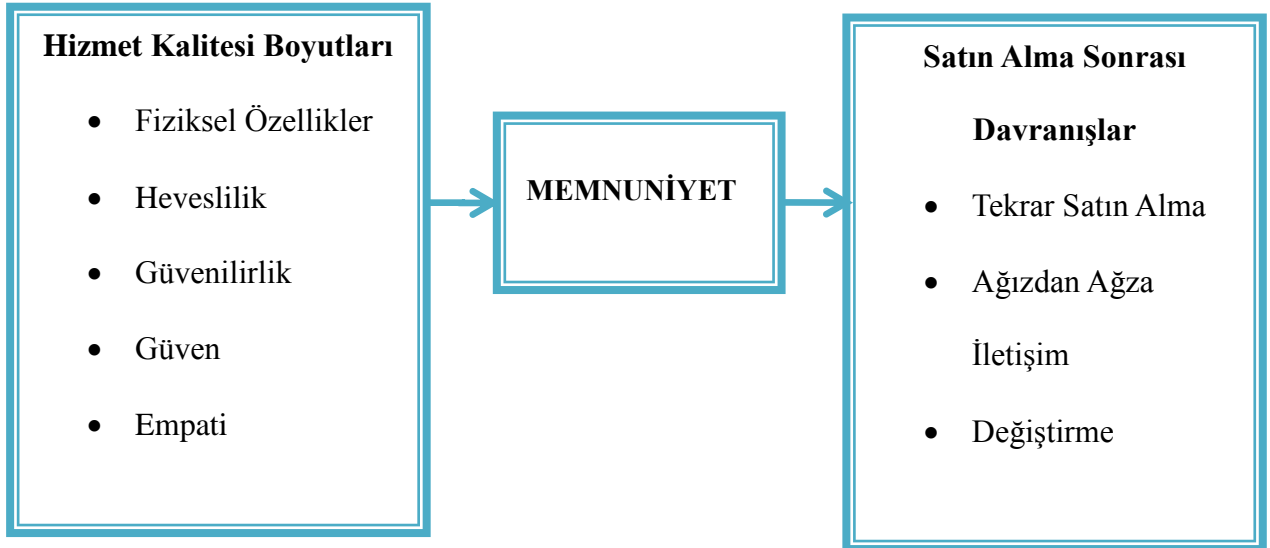 Hizmet Kalitesi Boyutları
• Fiziksel Özellikler
• Heveslilik
• Güvenilirlik
• Güven
• Empati
MEMNUNİYET
Satın Alma Sonrası
Davranışlar
• Tekrar Satın Alma
• Ağızdan Ağza
İletişim
• Değiştirme